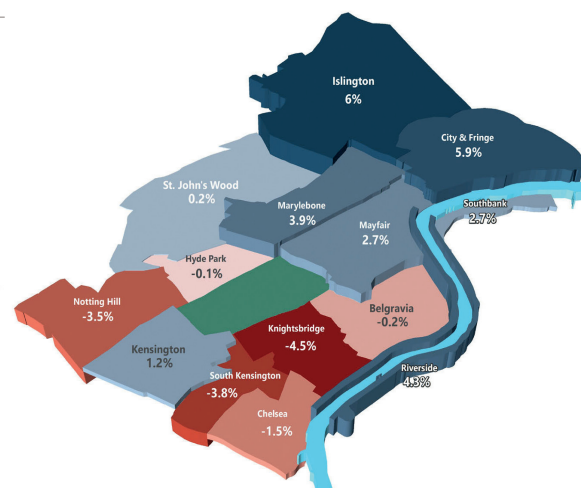 Islington
6%
City & Fringe
5.9%
St. John's Wood
0.2%
Marylebone
3.9%
Southbank
2.7%
Mayfair
2.7%
Hyde Park
-0.1%
Notting Hill
-3.5%
Belgravia
-0.2%
Knightsbridge
-4.5%
Kensington
1.2%
Riverside
4.3%
South Kensington
-3.8%
Chelsea
-1.5%